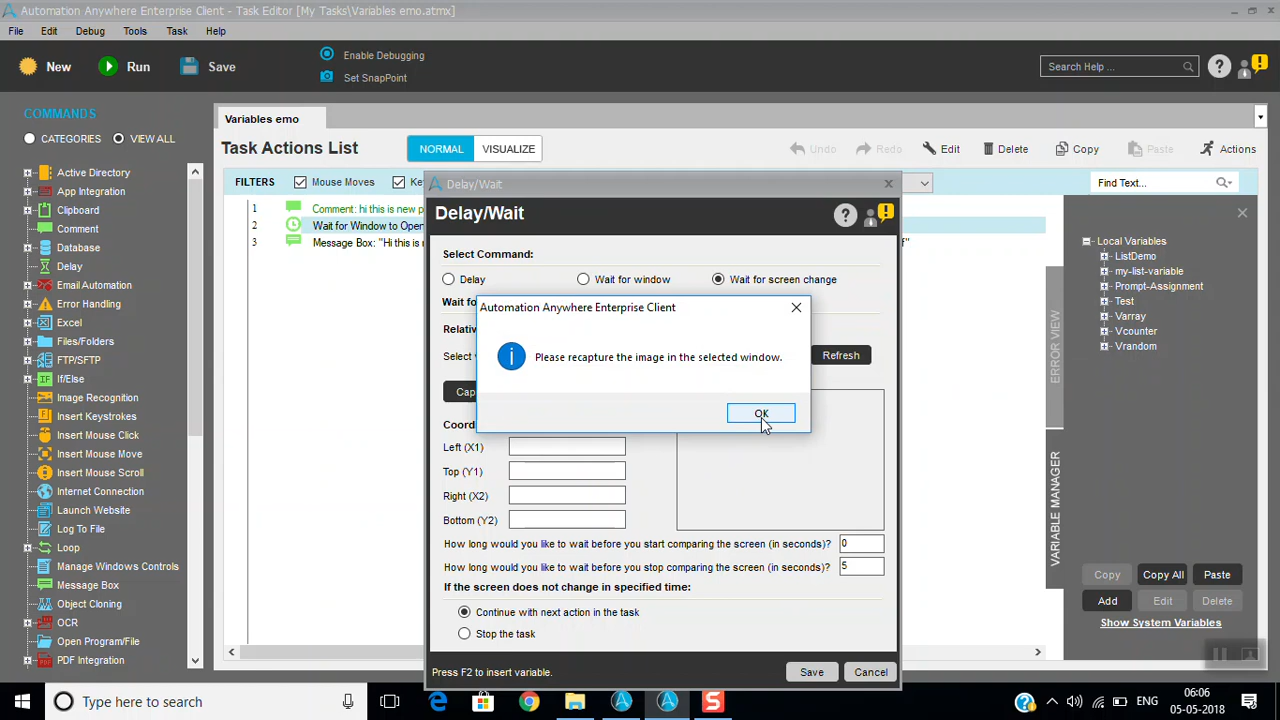 Automation Anywhere Enterprise Client - Task Editor [My Tasks\Variables emo.atmx]
File Edit Debug Tools Task Help
New Run Save
Enable Debugging
Set SnapPoint
Search Help ...
COMMANDS
CATEGORIES VIEW ALL
Active Directory
App Integration
Clipboard
Comment
Database
Delay
Email Automation
Error Handling
Excel
Files/Folders
FTP/SFTP
If/Else
Image Recognition
Insert Keystrokes
Insert Mouse Click
Insert Mouse Move
Insert Mouse Scroll
Internet Connection
Launch Website
Log To File
Loop
Manage Windows Controls
Message Box
Object Cloning
OCR
Open Program/File
PDF Integration
Variables emo
Task Actions List
NORMAL VISUALIZE
Undo Redo Edit Delete Copy Paste Actions
FILTERS Mouse Moves
Find Text...
1 Comment: hi this is new
2 Wait for Window to Open
3 Message Box: "Hi this is
Delay/Wait
Delay/Wait
Select Command:
Delay Wait for window Wait for screen change
Automation Anywhere Enterprise Client
Please recapture the image in the selected window.
OK
Refresh
Left (X1)
Top (Y1)
Right (X2)
Bottom (Y2)
How long would you like to wait before you start comparing the screen (in seconds)? 0
How long would you like to wait before you stop comparing the screen (in seconds)? 5
If the screen does not change in specified time:
Continue with next action in the task
Stop the task
Press F2 to insert variable.
Save Cancel
ERROR VIEW
VARIABLE MANAGER
Local Variables
ListDemo
my-list-variable
Prompt-Assignment
Test
Varray
Vcounter
Vrandom
Copy Copy All Paste
Add Edit Delete
Show System Variables
Type here to search
ENG
06:06
05-05-2018